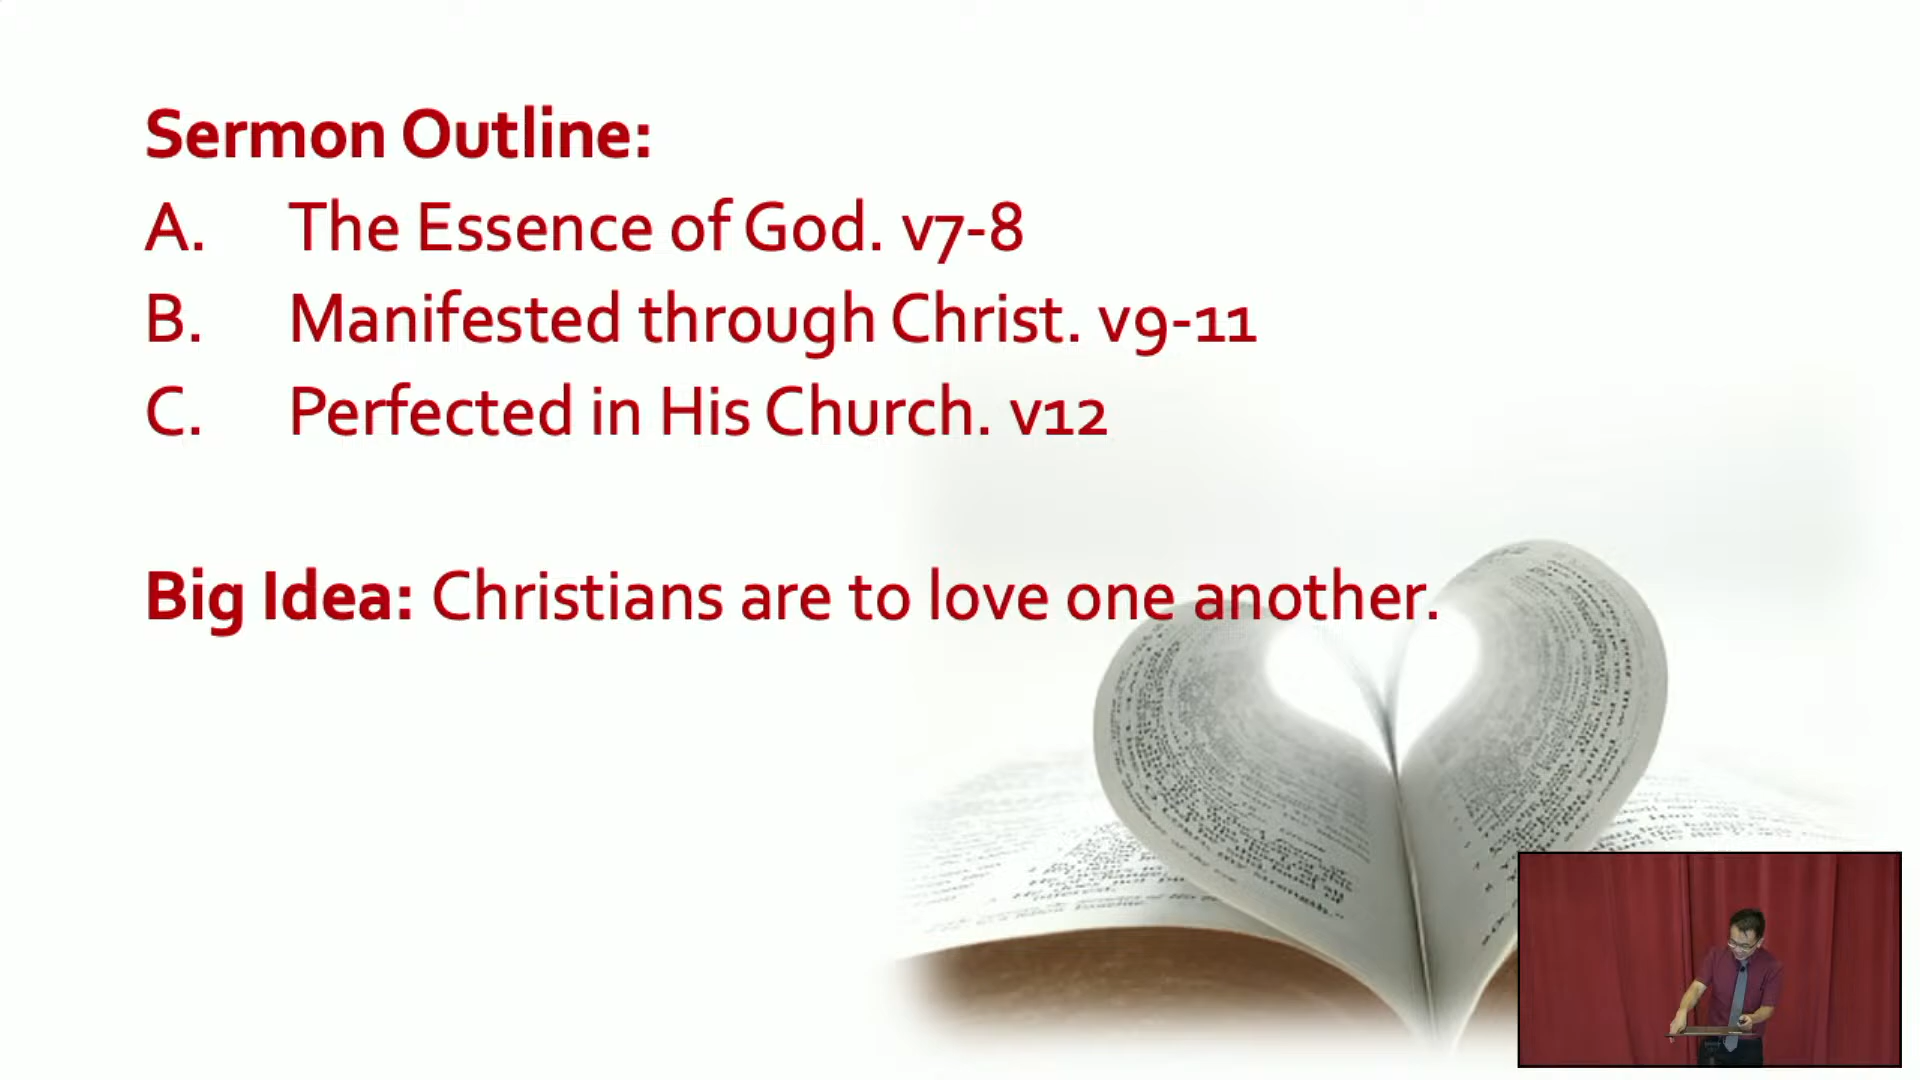 Sermon Outline:
A. The Essence of God. v7-8
B. Manifested through Christ. v9-11
C. Perfected in His Church. v12
Big Idea: Christians are to love one another.